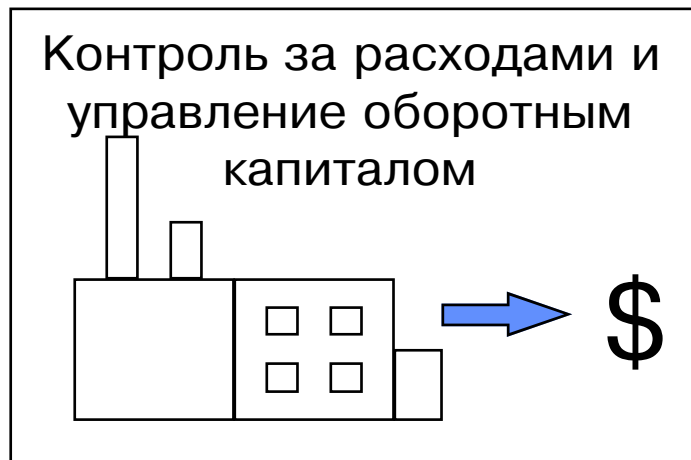 Контроль за расходами и
управление оборотным
капиталом
$